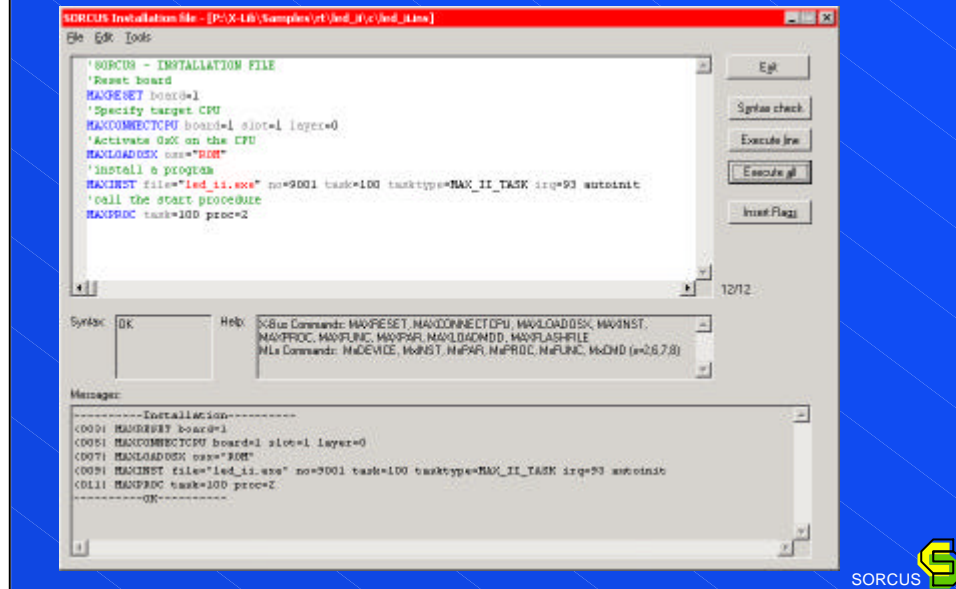 SORCUS Installation file - [P:\X-Lib\Samples\rt\led_ii\c\led_ii.inx]
File Edit Tools
'SORCUS - INSTALLATION FILE
'Reset board
MAXRESET board=1
'Specify target CPU
MAXCONNECTCPU board=1 slot=1 layer=0
'Activate OsX on the CPU
MAXLOADOSX osx="ROM"
'install a program
MAXINST file="led_ii.exe" no=9001 task=100 tasktype=MAX_II_TASK irq=93 autoinit
'call the start procedure
MAXPROC task=100 proc=2
Exit
Syntax check
Execute line
Execute all
Insert Flags
12/12
Syntax: OK
Help: X-Bus Commands: MAXRESET, MAXCONNECTCPU, MAXLOADOSX, MAXINST,
MAXPROC, MAXFUNC, MAXPAR, MAXLOADMDD, MAXFLASHFILE
MLx Commands: MxDEVICE, MxINST, MxPAR, MxPROC, MxFUNC, MxCMD (x=2,6,7,8)
Messages:
----------Installation----------
<003> MAXRESET board=1
<005> MAXCONNECTCPU board=1 slot=1 layer=0
<007> MAXLOADOSX osx="ROM"
<009> MAXINST file="led_ii.exe" no=9001 task=100 tasktype=MAX_II_TASK irq=93 autoinit
<011> MAXPROC task=100 proc=2
----------OK----------
SORCUS